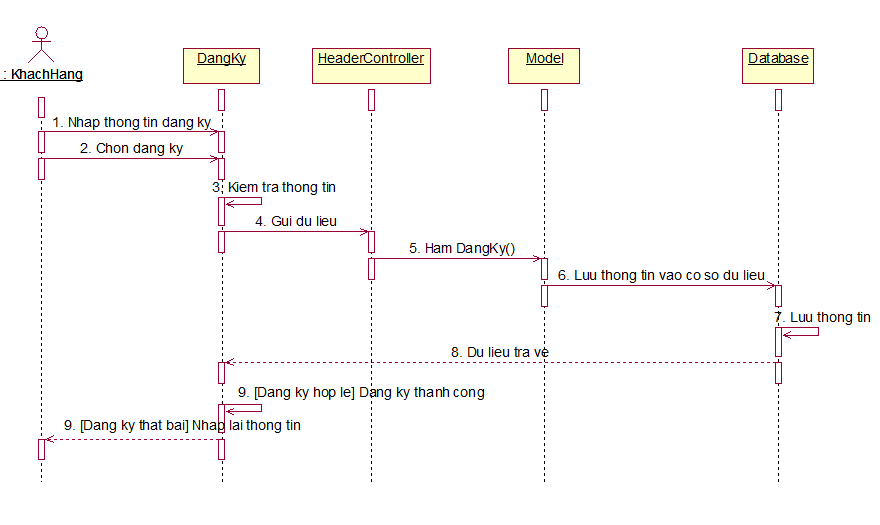 : KhachHang
DangKy
HeaderController
Model
Database
1. Nhap thong tin dang ky
2. Chon dang ky
3. Kiem tra thong tin
4. Gui du lieu
5. Ham DangKy()
6. Luu thong tin vao co so du lieu
7. Luu thong tin
8. Du lieu tra ve
9. [Dang ky hop le] Dang ky thanh cong
9. [Dang ky that bai] Nhap lai thong tin